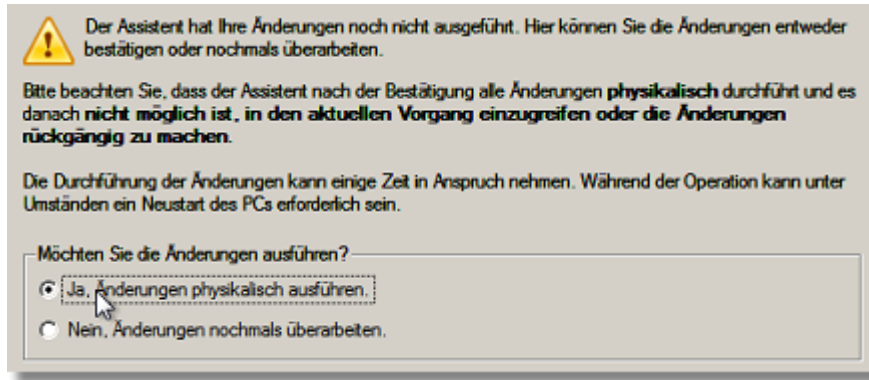 Der Assistent hat Ihre Änderungen noch nicht ausgeführt. Hier können Sie die Änderungen entweder
bestätigen oder nochmals überarbeiten.
Bitte beachten Sie, dass der Assistent nach der Bestätigung alle Änderungen physikalisch durchführt und es
danach nicht möglich ist, in den aktuellen Vorgang einzugreifen oder die Änderungen
rückgängig zu machen.
Die Durchführung der Änderungen kann einige Zeit in Anspruch nehmen. Während der Operation kann unter
Umständen ein Neustart des PCs erforderlich sein.
Möchten Sie die Änderungen ausführen?
Ja, Änderungen physikalisch ausführen.
Nein, Änderungen nochmals überarbeiten.